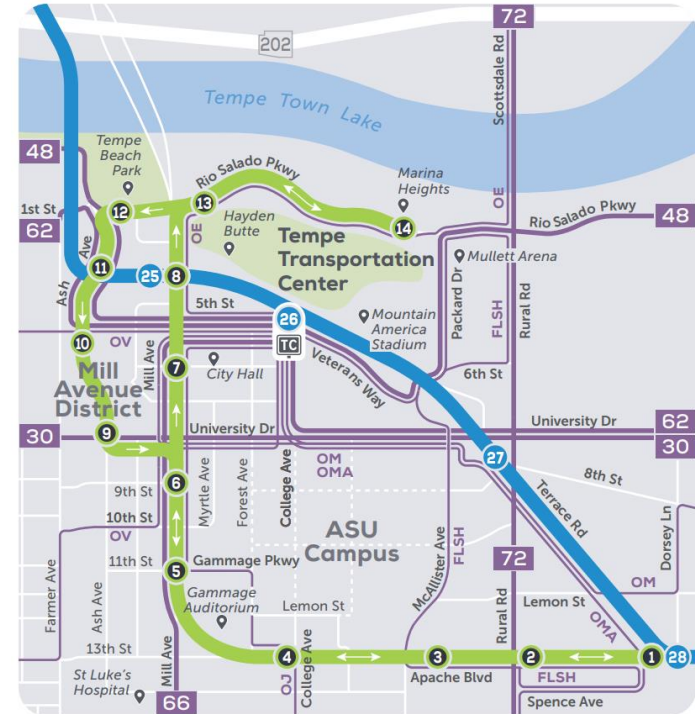 72
202
Scottsdale Rd
Tempe Town Lake
48
Tempe
Beach
Park
Rio Salado Pkwy
Marina
Heights
OE
1st St
62
12
13
Hayden
Butte
14
Rio Salado Pkwy
48
OE
Ash
Ave
11
25
8
Tempe
Transportation
Center
Packard Dr
Mullett Arena
5th St
26
TC
Mountain
America
Stadium
FLSH
Rural Rd
10
OV
Mill
Avenue
District
Mill Ave
7
City Hall
Veterans Way
6th St
9
30
University Dr
University Dr
62
30
OM
OMA
27
8th St
6
9th St
10th St
OV
Myrtle Ave
Forest Ave
College Ave
ASU
Campus
McAllister Ave
FLSH
Terrace Rd
Dorsey Ln
11th St
5
Gammage Pkwy
72
OM
Farmer Ave
Ash Ave
Gammage
Auditorium
Lemon St
Lemon St
OMA
Rural Rd
13th St
4
3
2
1
28
Mill Ave
St Luke's
Hospital
OJ
College Ave
Apache Blvd
FLSH
Spence Ave
66